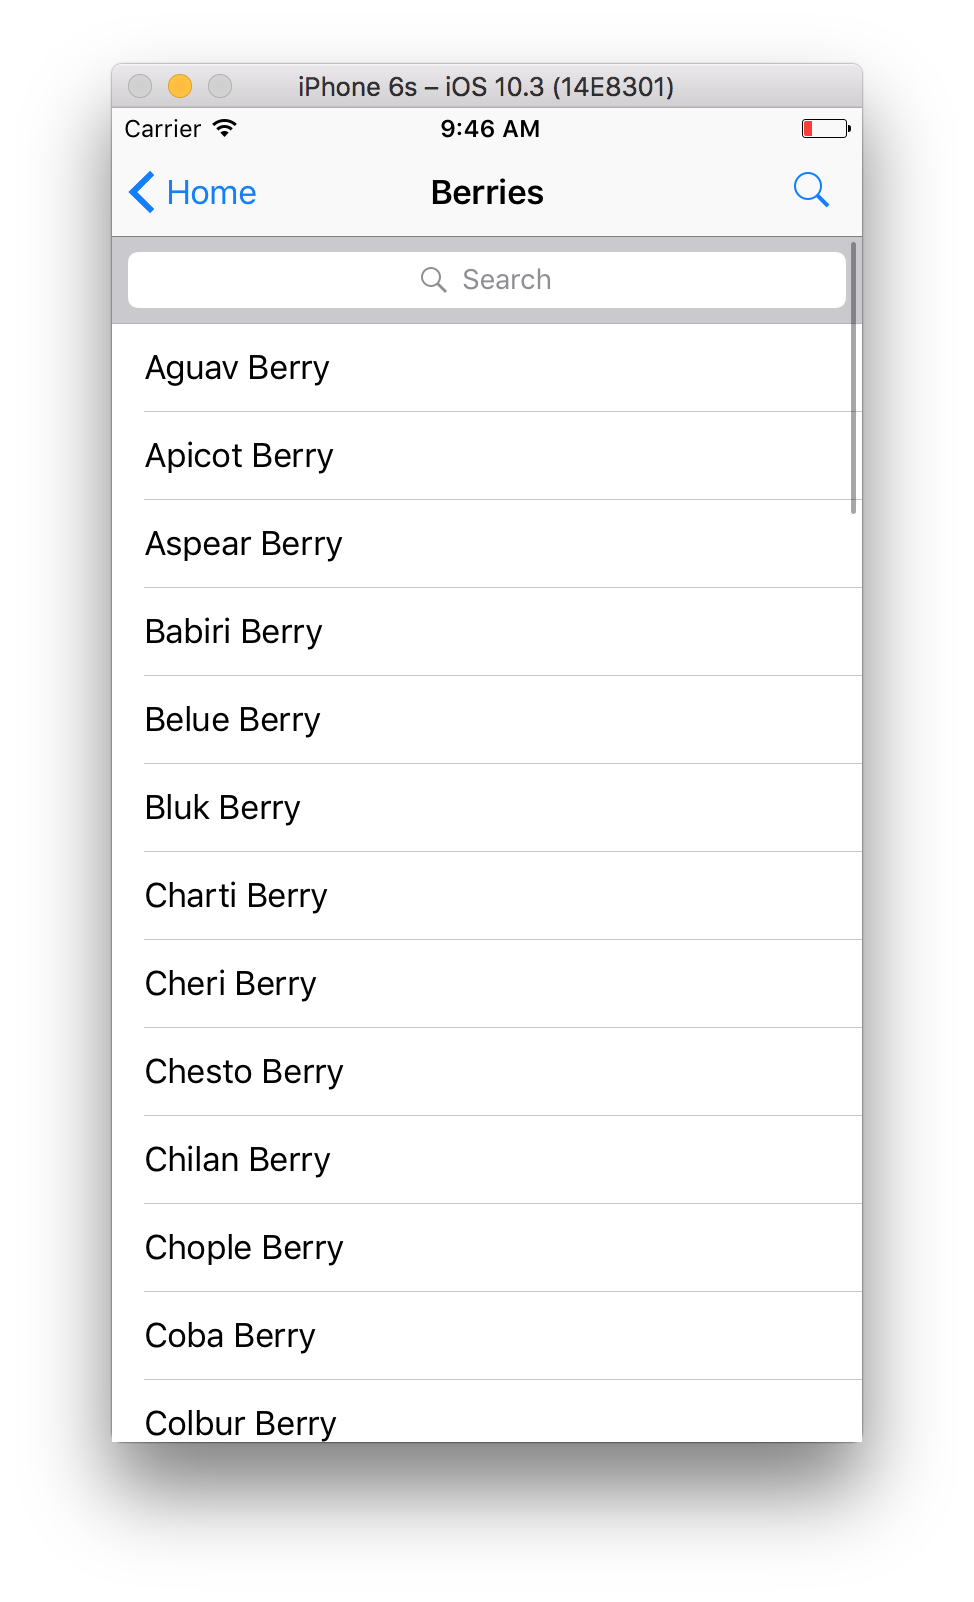 iPhone 6s – iOS 10.3 (14E8301)
Carrier 9:46 AM
Home Berries
Search
Aguav Berry
Apicot Berry
Aspear Berry
Babiri Berry
Belue Berry
Bluk Berry
Charti Berry
Cheri Berry
Chesto Berry
Chilan Berry
Chople Berry
Coba Berry
Colbur Berry